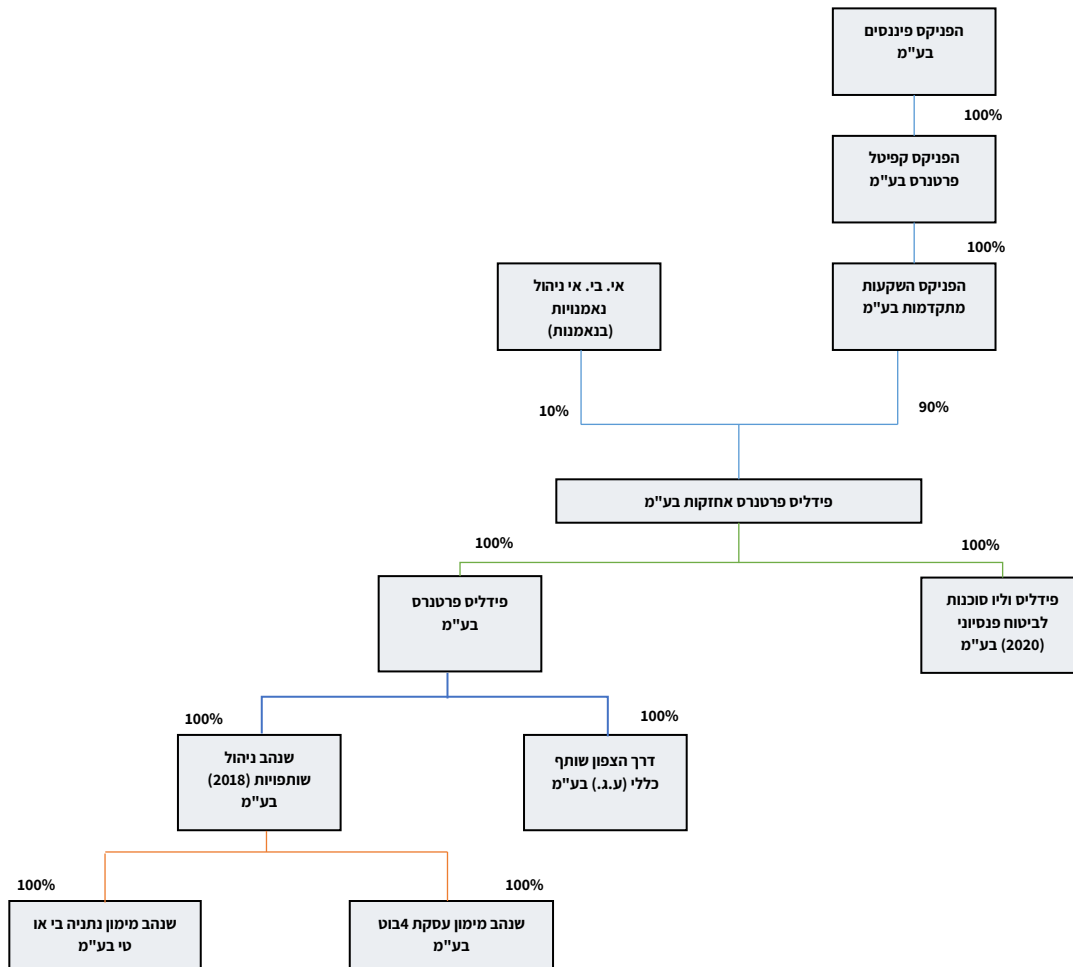 הפניקס פיננסים
בע"מ
100%
הפניקס קפיטל
פרטנרס בע"מ
100%
הפניקס השקעות
מתקדמות בע"מ
אי. בי. אי ניהול
נאמנויות
(בנאמנות)
90%
10%
פידליס פרטנרס אחזקות בע"מ
100%
100%
פידליס וליו סוכנות
לביטוח פנסיוני
(2020) בע"מ
פידליס פרטנרס
בע"מ
100%
100%
דרך הצפון שותף
כללי (ע.ג.) בע"מ
שנהב ניהול
שותפויות (2018)
בע"מ
100%
100%
שנהב מימון עסקת 4בוט
בע"מ
שנהב מימון נתניה בי או
טי בע"מ